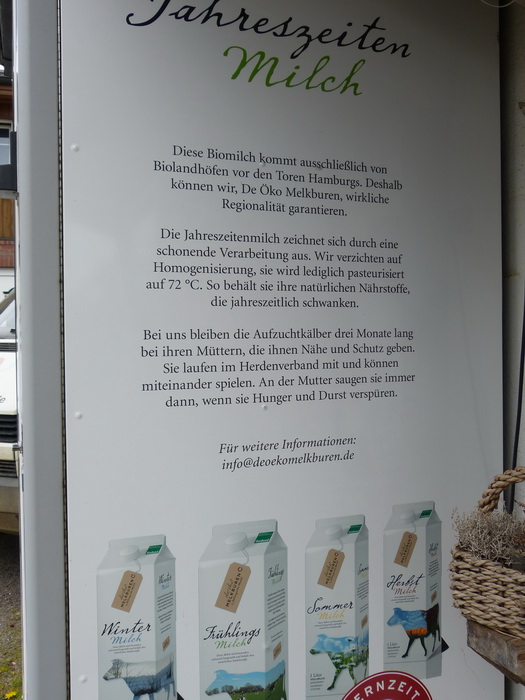 Jahreszeiten
Milch
Diese Biomilch kommt ausschließlich von
Biolandhöfen vor den Toren Hamburgs. Deshalb
können wir, De Öko Melkburen, wirkliche
Regionalität garantieren.
Die Jahreszeitenmilch zeichnet sich durch eine
schonende Verarbeitung aus. Wir verzichten auf
Homogenisierung, sie wird lediglich pasteurisiert
auf 72 °C. So behält sie ihre natürlichen Nährstoffe,
die jahreszeitlich schwanken.
Bei uns bleiben die Aufzuchtkälber drei Monate lang
bei ihren Müttern, die ihnen Nähe und Schutz geben.
Sie laufen im Herdenverband mit und können
miteinander spielen. An der Mutter saugen sie immer
dann, wenn sie Hunger und Durst verspüren.
Für weitere Informationen:
info@deoekomelkburen.de
Winter
Milch
Frühlings
Milch
Sommer
Milch
Herbst
Milch
ERNZEIT